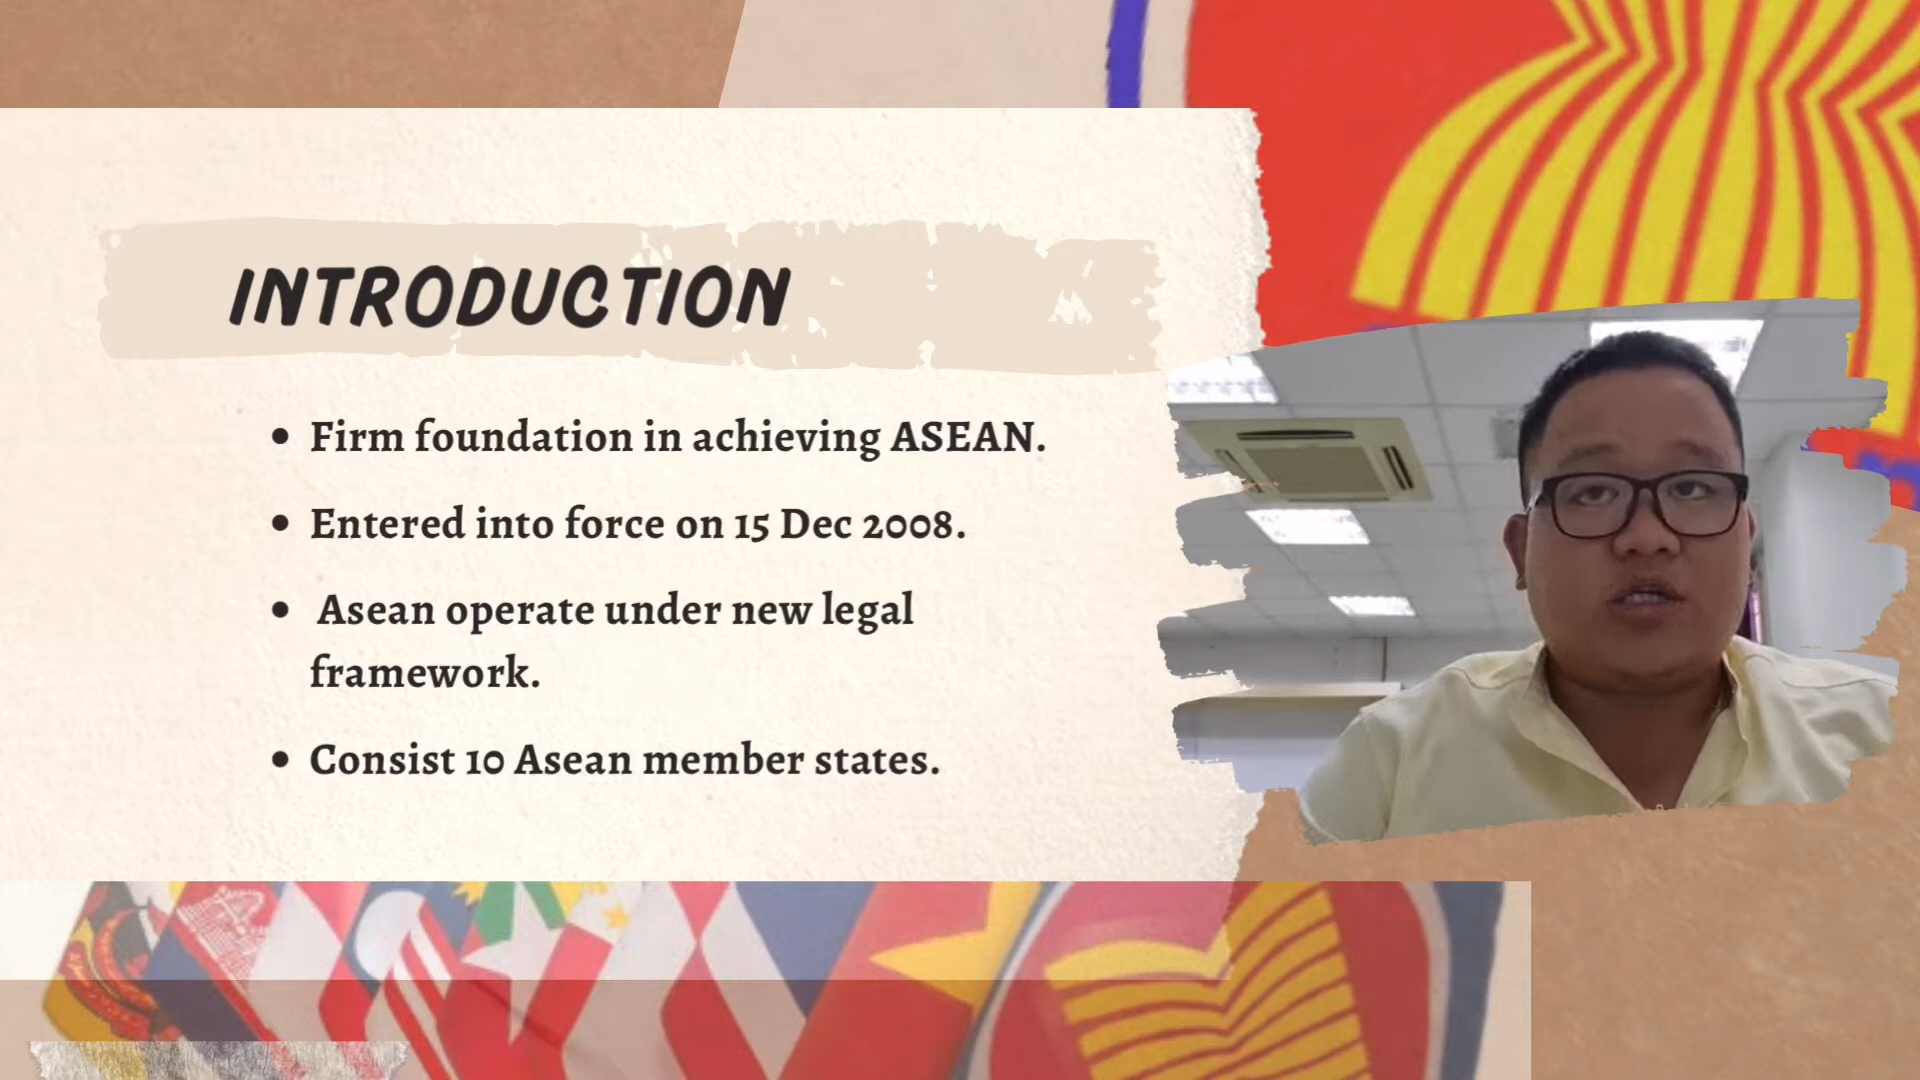 INTRODUCTION
• Firm foundation in achieving ASEAN.
• Entered into force on 15 Dec 2008.
• Asean operate under new legal
framework.
• Consist 10 Asean member states.